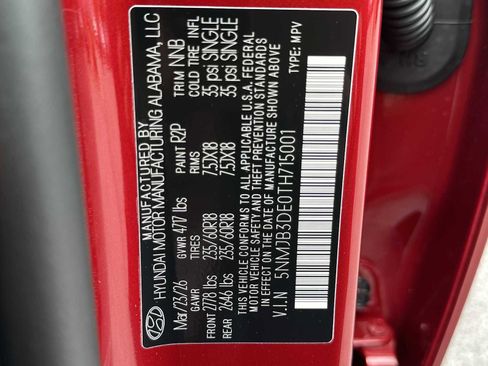 MANUFACTURED BY
HYUNDAI MOTOR MANUFACTURING ALABAMA, LLC
Mar/23/26 GVWR 4717 lbs PAINT R2P TRIM NNB
GAWR TIRES RIMS COLD TIRE INFL
FRONT 2778 lbs 235/60R18 7.5JX18 35 psi SINGLE
REAR 2646 lbs 235/60R18 7.5JX18 35 psi SINGLE
THIS VEHICLE CONFORMS TO ALL APPLICABLE U.S.A. FEDERAL
MOTOR VEHICLE SAFETY AND THEFT PREVENTION STANDARDS
IN EFFECT ON THE DATE OF MANUFACTURE SHOWN ABOVE
V.I.N 5NMJB3DE0TH715001 TYPE: MPV